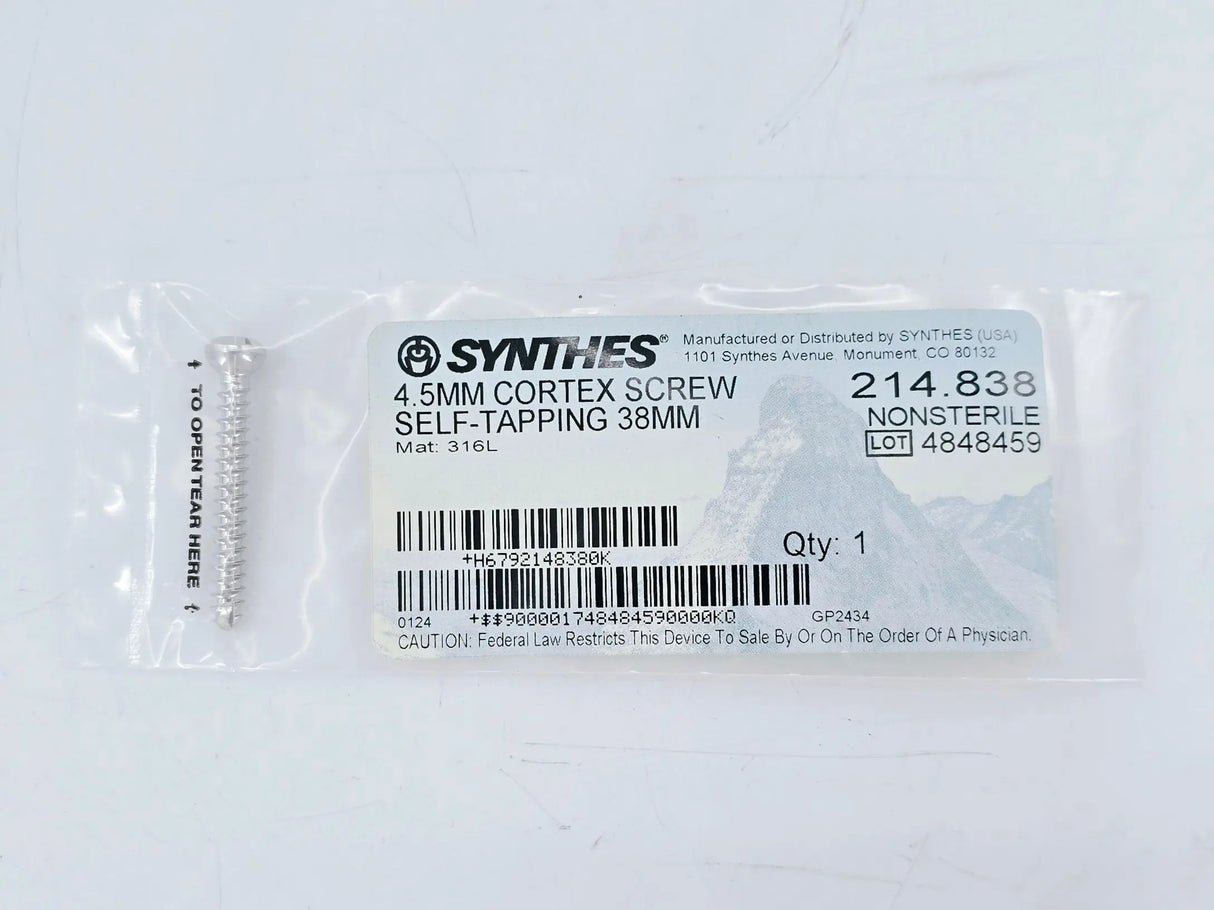 TO OPEN TEAR HERE
SYNTHES®
Manufactured or Distributed by SYNTHES (USA)
1101 Synthes Avenue, Monument, CO 80132
4.5MM CORTEX SCREW
SELF-TAPPING 38MM
Mat: 316L
214.838
NONSTERILE
LOT 4848459
+H6792148380K
Qty: 1
0124 +$$900001748484590000KQ GP2434
CAUTION: Federal Law Restricts This Device To Sale By Or On The Order Of A Physician.